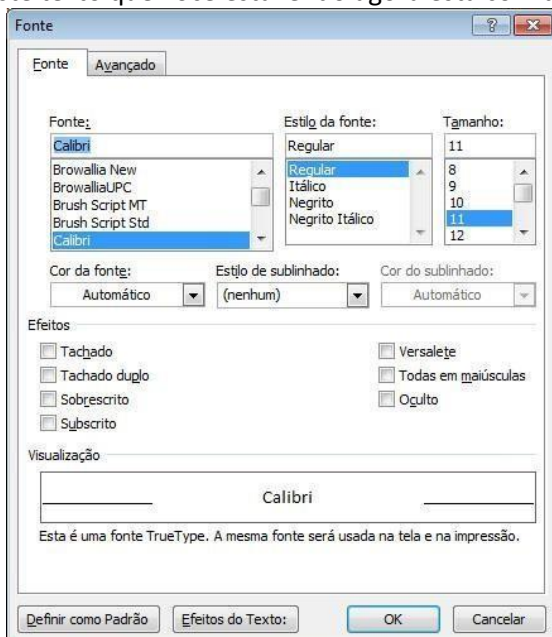 Fonte
Fonte Avançado
Fonte: Estilo da fonte: Tamanho:
Calibri Regular 11
Browallia New Regular 8
BrowalliaUPC Itálico 9
Brush Script MT Negrito 10
Brush Script Std Negrito Itálico 11
Calibri 12
Cor da fonte: Estilo de sublinhado: Cor do sublinhado:
Automático (nenhum) Automático
Efeitos
Tachado Versalete
Tachado duplo Todas em maiúsculas
Sobrescrito Oculto
Subscrito
Visualização
Calibri
Esta é uma fonte TrueType. A mesma fonte será usada na tela e na impressão.
Definir como Padrão Efeitos do Texto: OK Cancelar